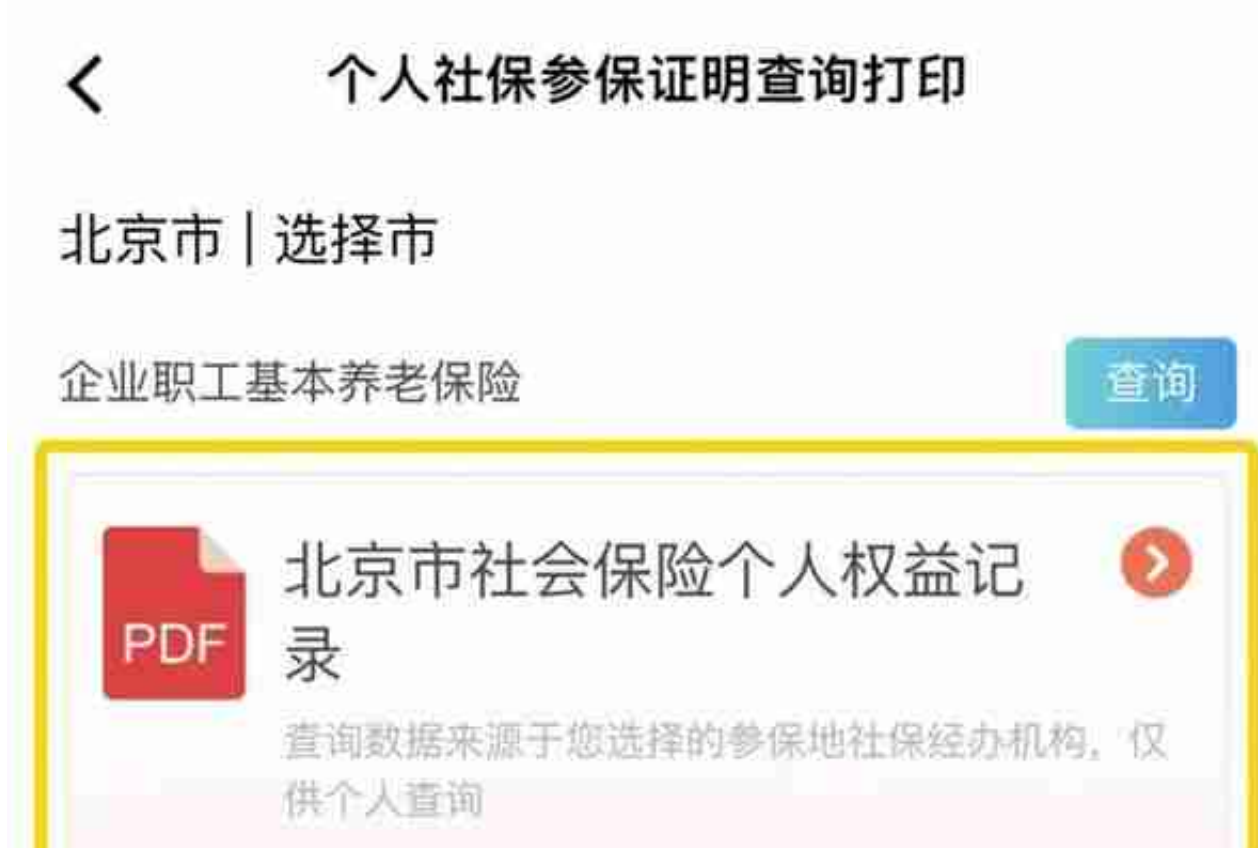 个人社保参保证明查询打印
北京市 | 选择市
企业职工基本养老保险
查询
北京市社会保险个人权益记
录
PDF
查询数据来源于您选择的参保地社保经办机构，仅
供个人查询